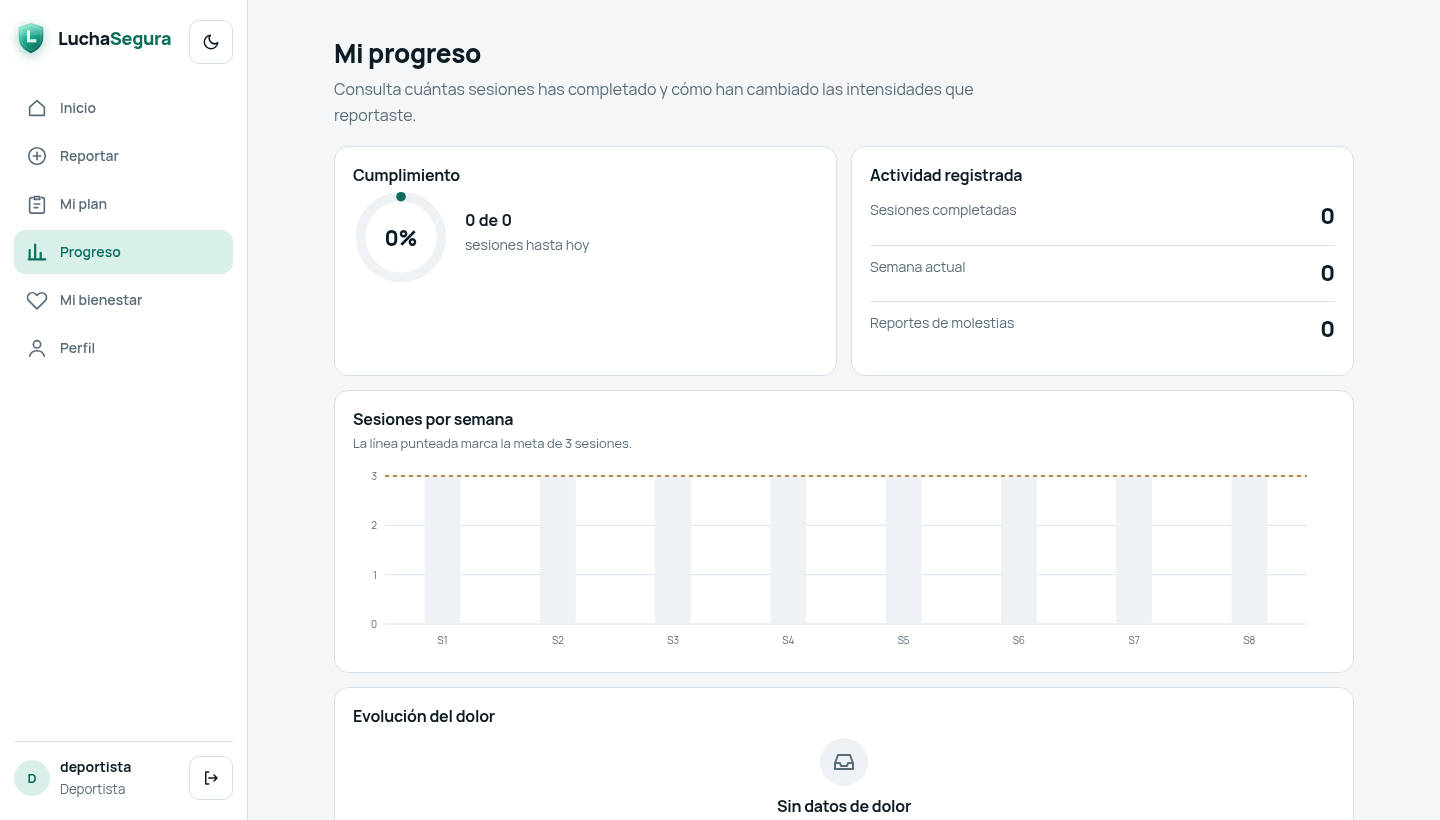 LuchaSegura
Inicio
Reportar
Mi plan
Progreso
Mi bienestar
Perfil
D
deportista
Deportista
Mi progreso
Consulta cuántas sesiones has completado y cómo han cambiado las intensidades que
reportaste.
Cumplimiento
0%
0 de 0
sesiones hasta hoy
Actividad registrada
Sesiones completadas 0
Semana actual 0
Reportes de molestias 0
Sesiones por semana
La línea punteada marca la meta de 3 sesiones.
3
2
1
0
S1 S2 S3 S4 S5 S6 S7 S8
Evolución del dolor
Sin datos de dolor